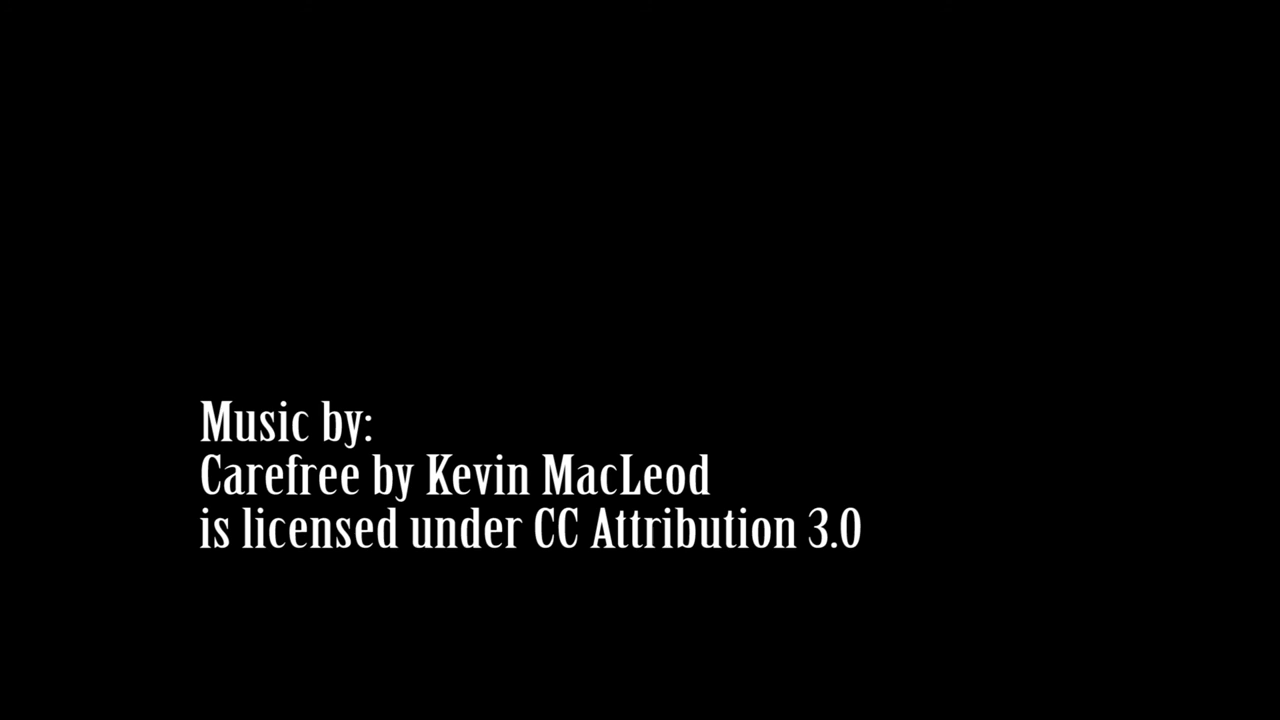 Music by:
Carefree by Kevin MacLeod
is licensed under CC Attribution 3.0